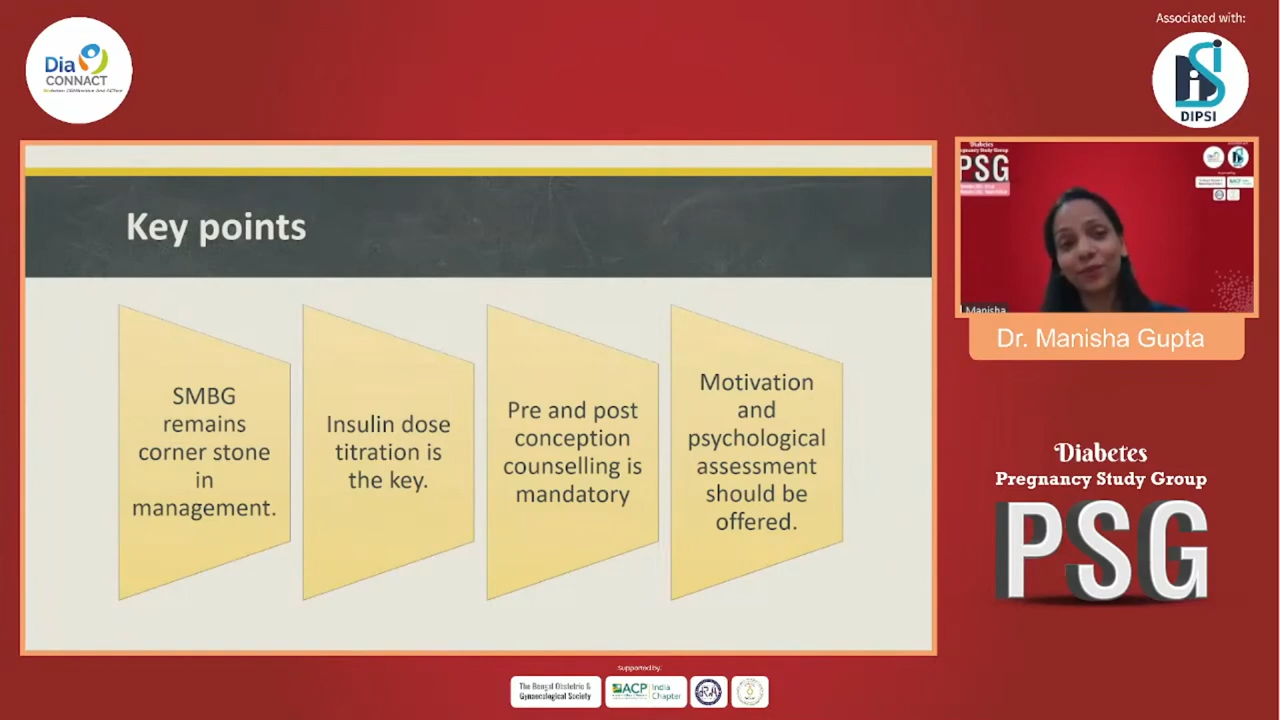 Associated with:
Dia
CONNACT
DIPSI
Diabetes
PSG
Key points
SMBG
remains
corner stone
in
management.
Insulin dose
titration is
the key.
Pre and post
conception
counselling is
mandatory
Motivation
and
psychological
assessment
should be
offered.
Manisha
Dr. Manisha Gupta
Diabetes
Pregnancy Study Group
PSG
Supported by:
The Bengal Obstetric &
Gynaecological Society
ACP
India
Chapter